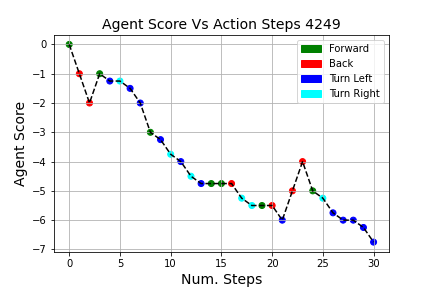 Agent Score Vs Action Steps 4249
Forward
Back
Turn Left
Turn Right
Agent Score
0
−1
−2
−3
−4
−5
−6
−7
0 5 10 15 20 25 30
Num. Steps